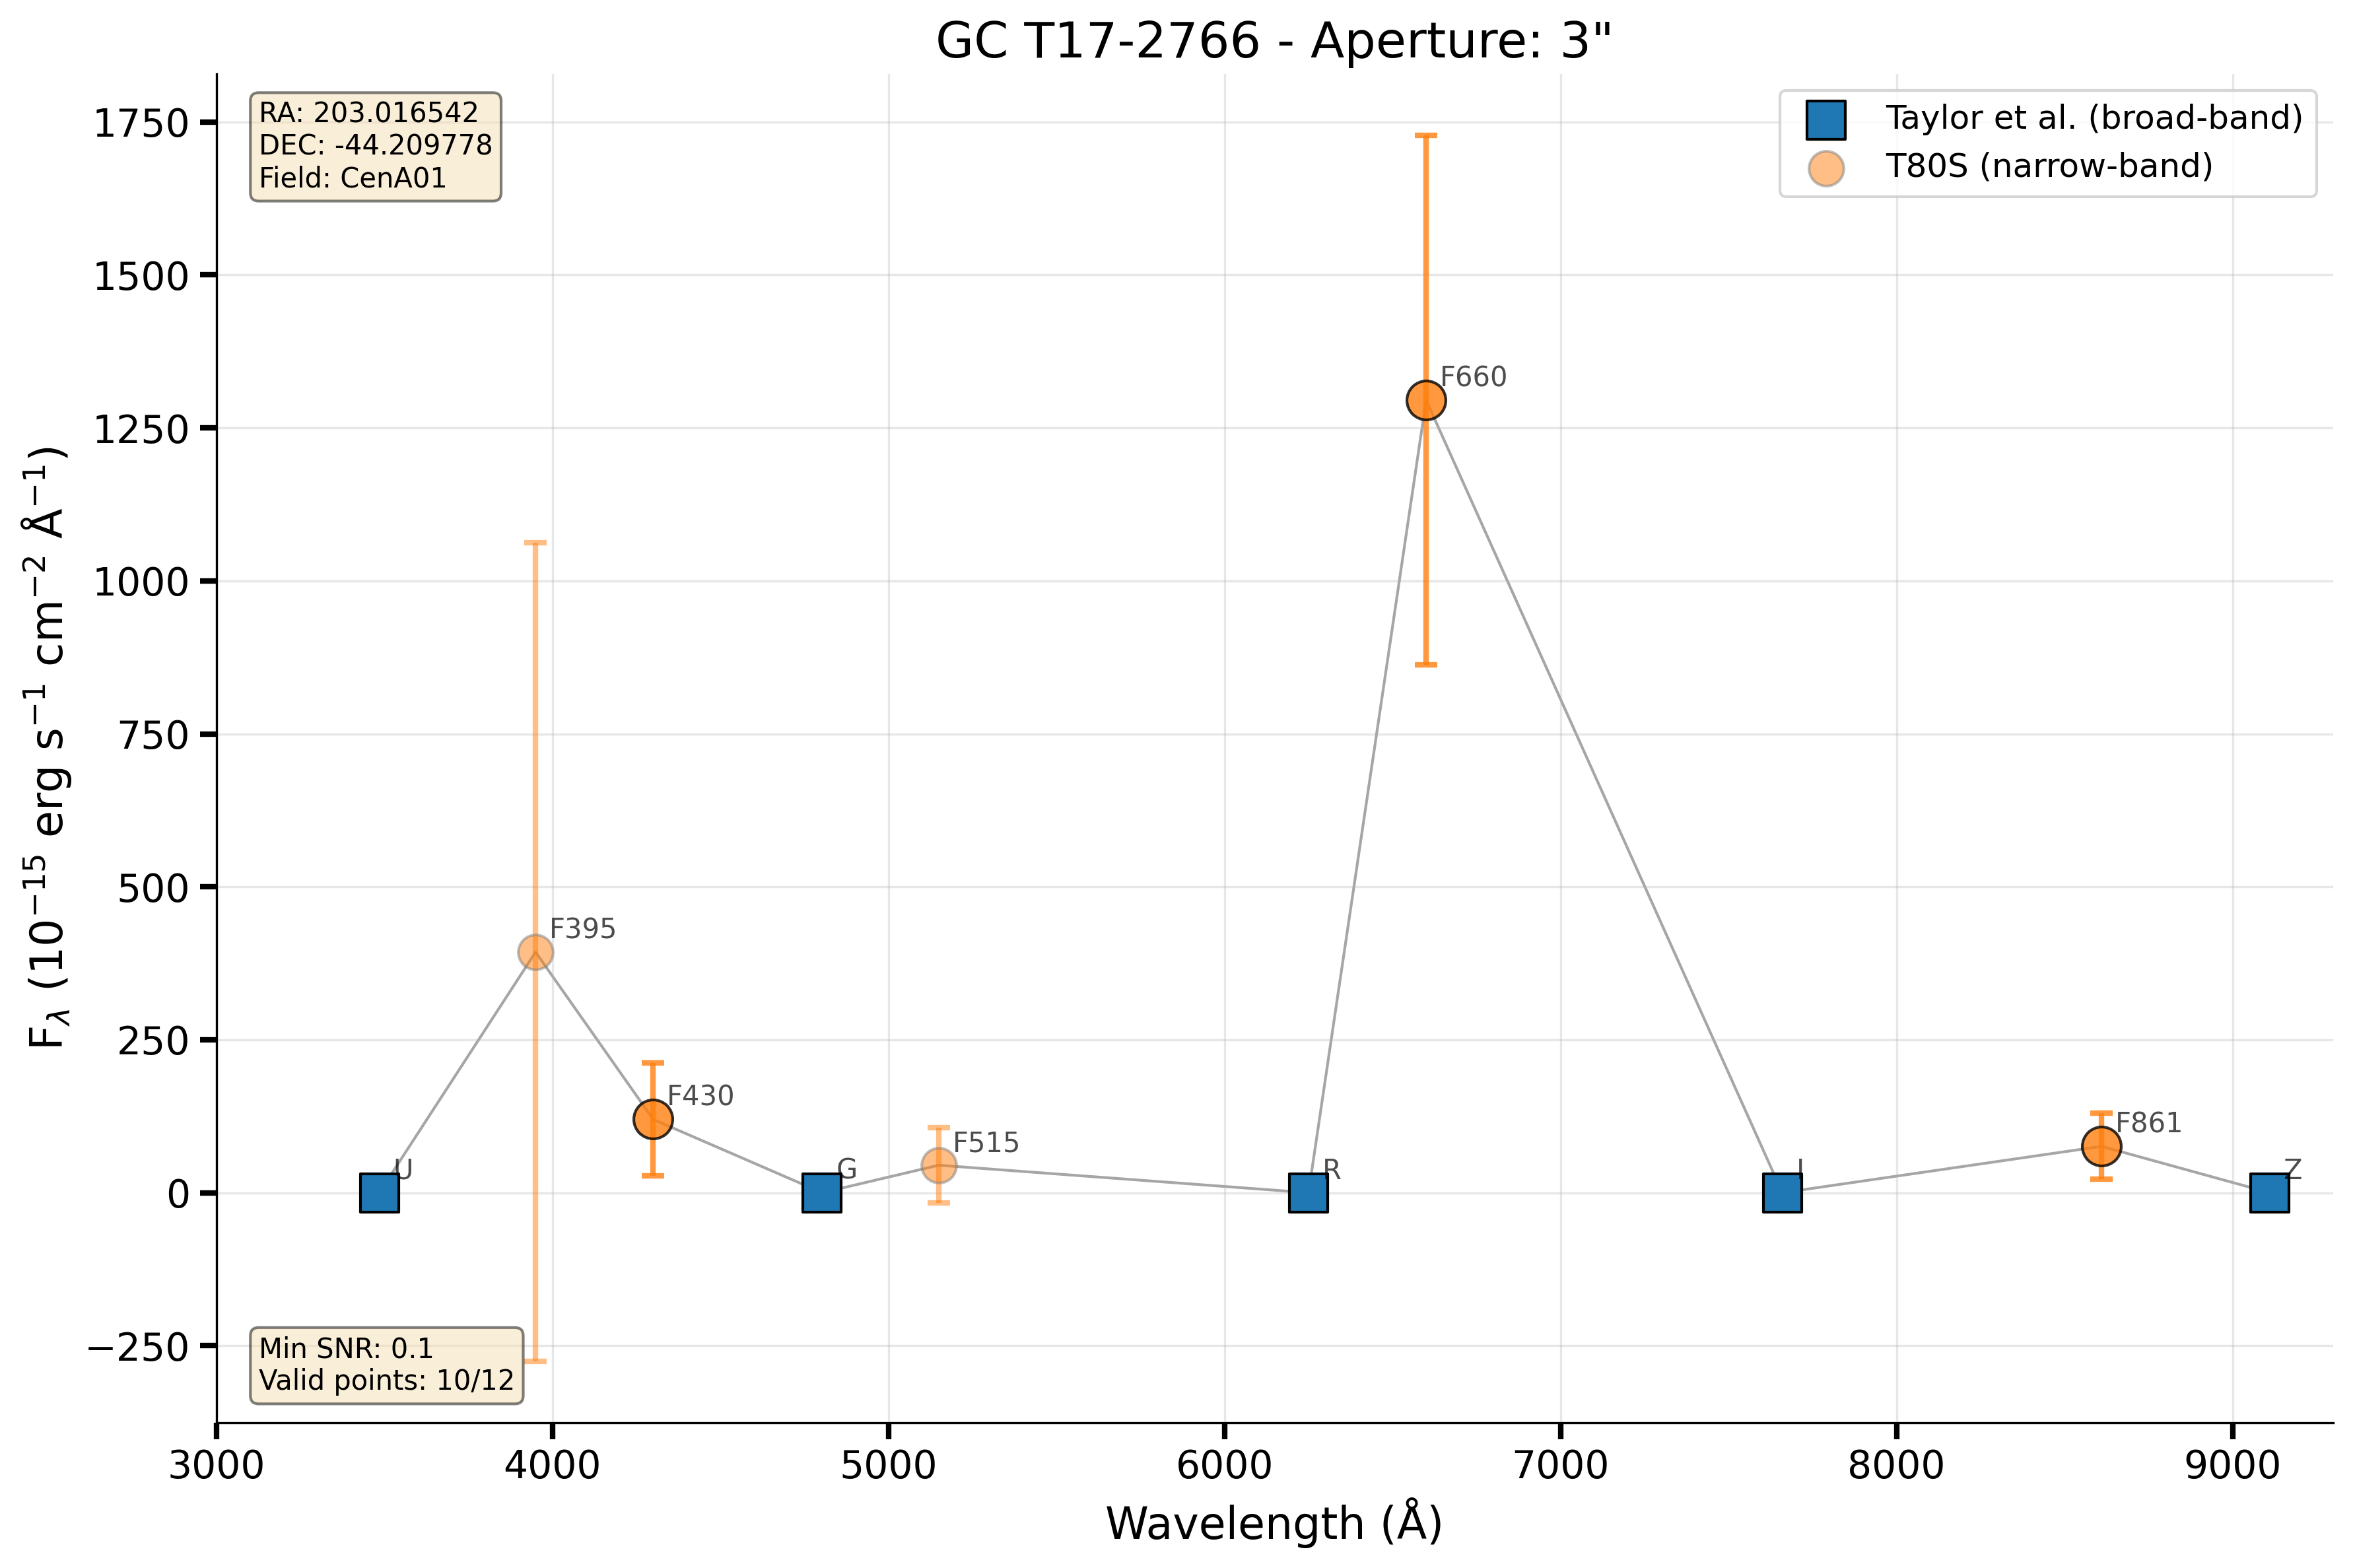 GC T17-2766 - Aperture: 3"
RA: 203.016542
DEC: -44.209778
Field: CenA01
Taylor et al. (broad-band)
T80S (narrow-band)
1750
1500
1250
1000
750
500
250
0
−250
F_λ (10⁻¹⁵ erg s⁻¹ cm⁻² Å⁻¹)
F660
F395
F430
F515
F861
U
G
R
I
Z
Min SNR: 0.1
Valid points: 10/12
3000 4000 5000 6000 7000 8000 9000
Wavelength (Å)